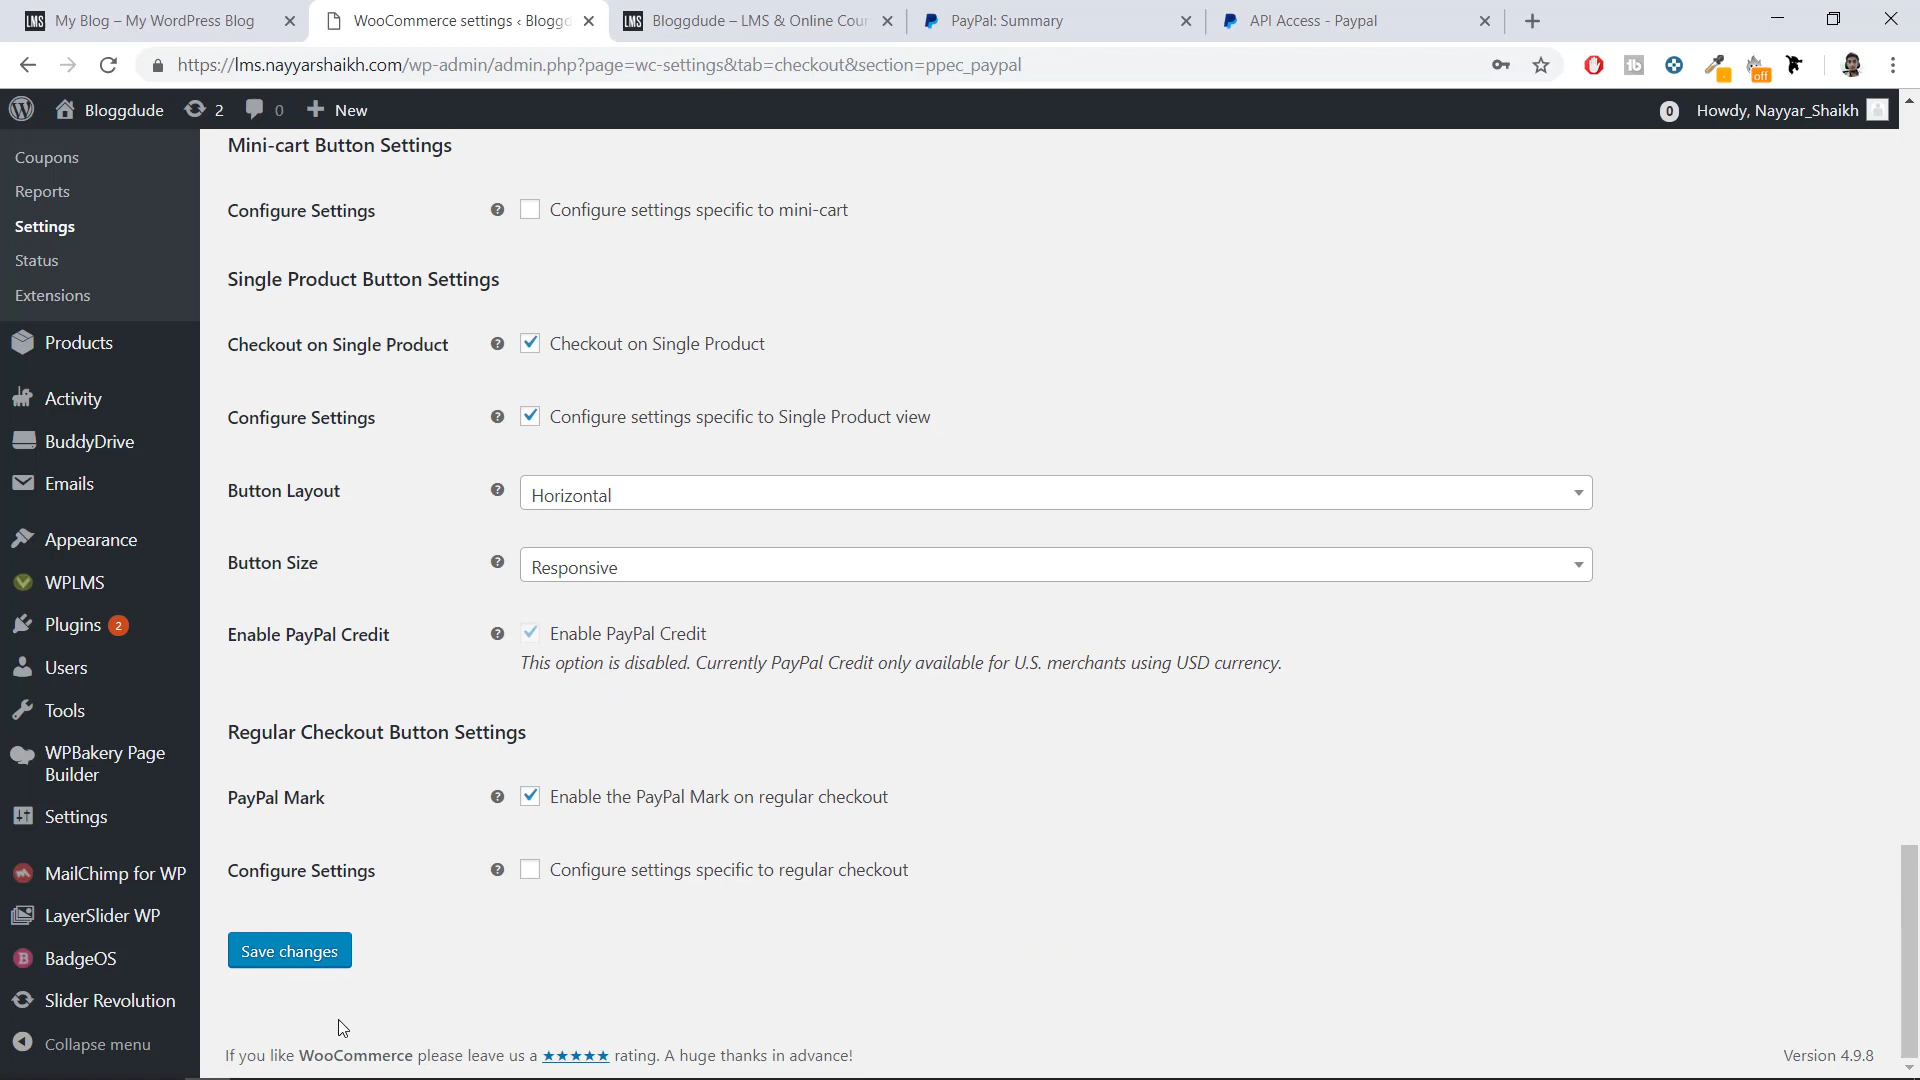 My Blog – My WordPress Blog
WooCommerce settings ‹ Bloggd
LMS
Bloggdude – LMS & Online Cour
PayPal: Summary
API Access - Paypal
https://lms.nayyarshaikh.com/wp-admin/admin.php?page=wc-settings&tab=checkout&section=ppec_paypal
off
Bloggdude
2
0
New
0
Howdy, Nayyar_Shaikh
Coupons
Reports
Settings
Status
Extensions
Products
Activity
BuddyDrive
Emails
Appearance
WPLMS
Plugins 2
Users
Tools
WPBakery Page
Builder
Settings
MailChimp for WP
LayerSlider WP
BadgeOS
Slider Revolution
Collapse menu
Mini-cart Button Settings
Configure Settings
Configure settings specific to mini-cart
Single Product Button Settings
Checkout on Single Product
Checkout on Single Product
Configure Settings
Configure settings specific to Single Product view
Button Layout
Horizontal
Button Size
Responsive
Enable PayPal Credit
Enable PayPal Credit
This option is disabled. Currently PayPal Credit only available for U.S. merchants using USD currency.
Regular Checkout Button Settings
PayPal Mark
Enable the PayPal Mark on regular checkout
Configure Settings
Configure settings specific to regular checkout
Save changes
If you like WooCommerce please leave us a ★★★★★ rating. A huge thanks in advance!
Version 4.9.8